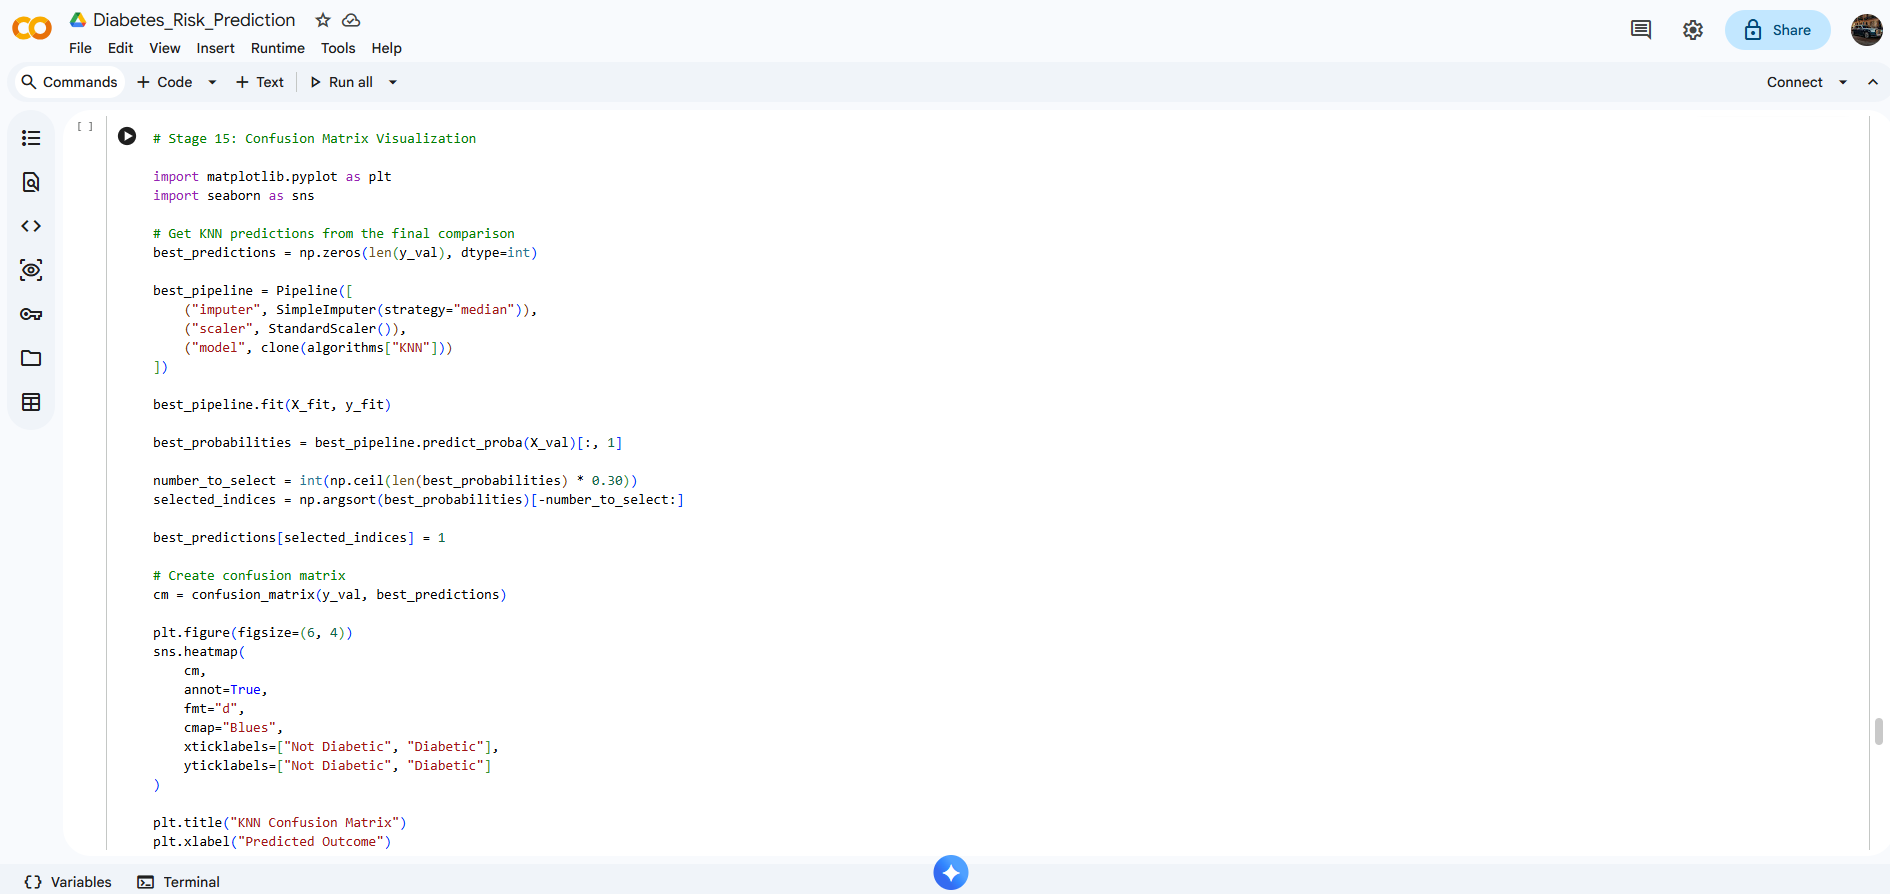 Diabetes_Risk_Prediction
File Edit View Insert Runtime Tools Help
Share
Commands + Code + Text Run all
Connect
[ ]
# Stage 15: Confusion Matrix Visualization
import matplotlib.pyplot as plt
import seaborn as sns
# Get KNN predictions from the final comparison
best_predictions = np.zeros(len(y_val), dtype=int)
best_pipeline = Pipeline([
    ("imputer", SimpleImputer(strategy="median")),
    ("scaler", StandardScaler()),
    ("model", clone(algorithms["KNN"]))
])
best_pipeline.fit(X_fit, y_fit)
best_probabilities = best_pipeline.predict_proba(X_val)[:, 1]
number_to_select = int(np.ceil(len(best_probabilities) * 0.30))
selected_indices = np.argsort(best_probabilities)[-number_to_select:]
best_predictions[selected_indices] = 1
# Create confusion matrix
cm = confusion_matrix(y_val, best_predictions)
plt.figure(figsize=(6, 4))
sns.heatmap(
    cm,
    annot=True,
    fmt="d",
    cmap="Blues",
    xticklabels=["Not Diabetic", "Diabetic"],
    yticklabels=["Not Diabetic", "Diabetic"]
)
plt.title("KNN Confusion Matrix")
plt.xlabel("Predicted Outcome")
{} Variables Terminal